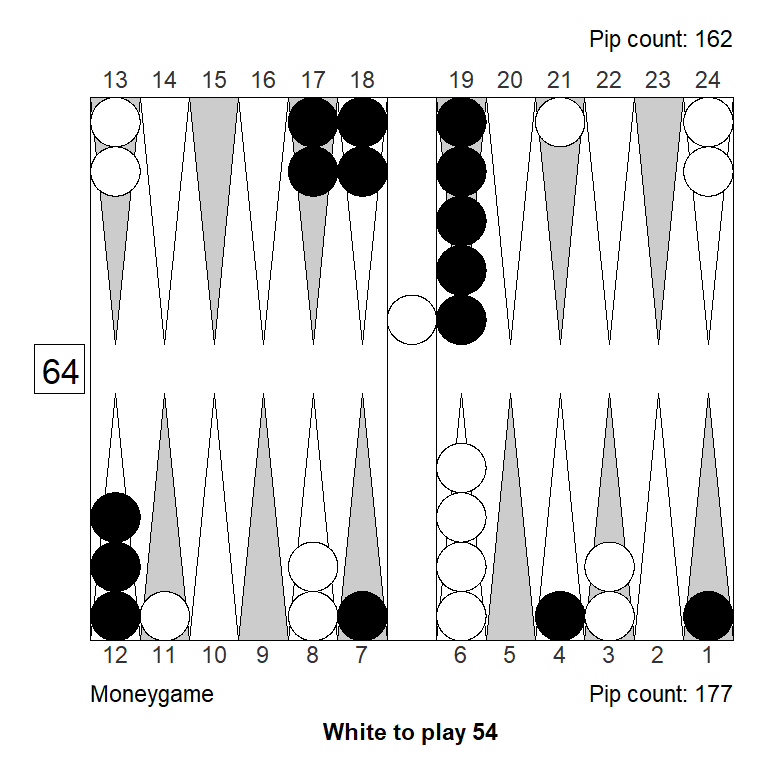 Pip count: 162
13 14 15 16 17 18 19 20 21 22 23 24
64
12 11 10 9 8 7 6 5 4 3 2 1
Moneygame Pip count: 177
White to play 54